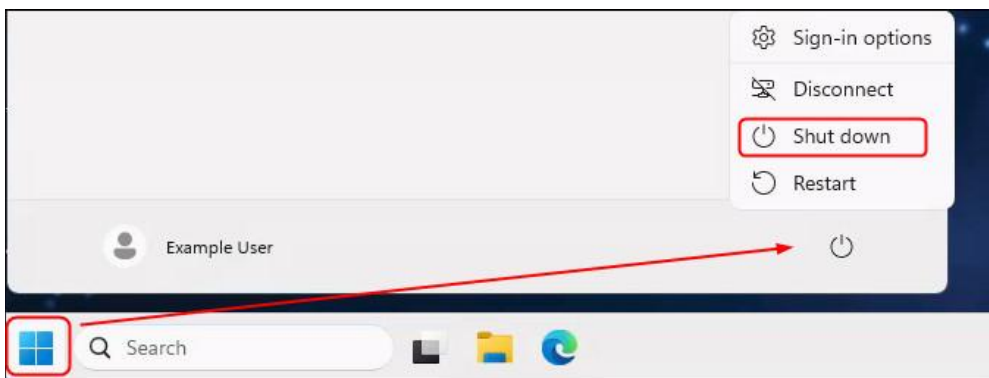 Sign-in options
Disconnect
Shut down
Restart
Example User
Search